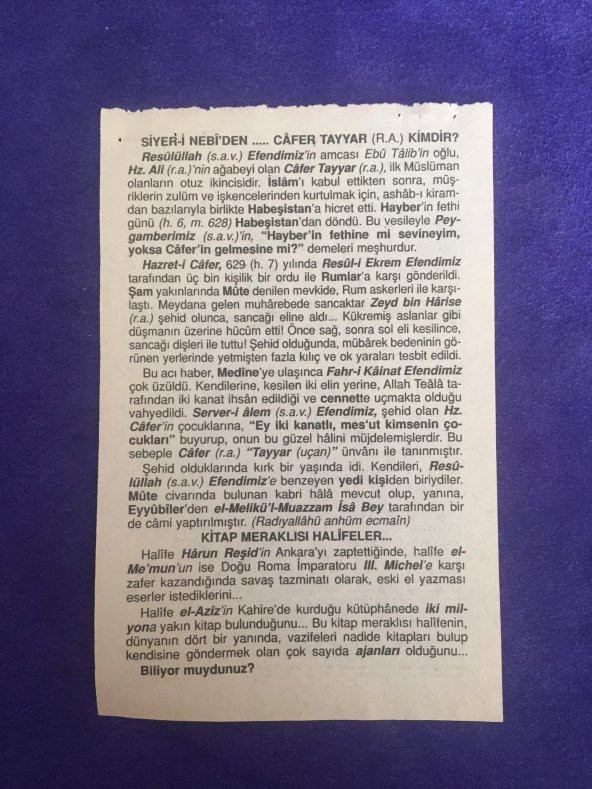 SİYER-İ NEBİ'DEN ..... CÂFER TAYYAR (R.A.) KİMDİR?
Resûlüllah (s.a.v.) Efendimiz'in amcası Ebû Tâlib'in oğlu,
Hz. Ali (r.a.)'nin ağabeyi olan Câfer Tayyar (r.a.), ilk Müslüman
olanların otuz ikincisidir. İslâm'ı kabul ettikten sonra, müş-
riklerin zulüm ve işkencelerinden kurtulmak için, ashâb-ı kiram-
dan bazılarıyla birlikte Habeşistan'a hicret etti. Hayber'in fethi
günü (h. 6, m. 628) Habeşistan'dan döndü. Bu vesileyle Pey-
gamberimiz (s.a.v.)'in, "Hayber'in fethine mi sevineyim,
yoksa Câfer'in gelmesine mi?" demeleri meşhurdur.
Hazret-i Câfer, 629 (h. 7) yılında Resûl-i Ekrem Efendimiz
tarafından üç bin kişilik bir ordu ile Rumlar'a karşı gönderildi.
Şam yakınlarında Mûte denilen mevkide, Rum askerleri ile karşı-
laştı. Meydana gelen muhârebede sancaktar Zeyd bin Hârise
(r.a.) şehid olunca, sancağı eline aldı... Kükremiş aslanlar gibi
düşmanın üzerine hücûm etti! Önce sağ, sonra sol eli kesilince,
sancağı dişleri ile tuttu! Şehid olduğunda, mübârek bedeninin gö-
rünen yerlerinde yetmişten fazla kılıç ve ok yaraları tesbit edildi.
Bu acı haber, Medîne'ye ulaşınca Fahr-i Kâinat Efendimiz
çok üzüldü. Kendilerine, kesilen iki elin yerine, Allah Teâlâ ta-
rafından iki kanat ihsân edildiği ve cennette uçmakta olduğu
vahyedildi. Server-i âlem (s.a.v.) Efendimiz, şehid olan Hz.
Câfer'in çocuklarına, "Ey iki kanatlı, mes'ut kimsenin ço-
cukları" buyurup, onun bu güzel hâlini müjdelemişlerdir. Bu
sebeple Câfer (r.a.) "Tayyar (uçan)" ünvânı ile tanınmıştır.
Şehid olduklarında kırk bir yaşında idi. Kendileri, Resû-
lüllah (s.a.v.) Efendimiz'e benzeyen yedi kişiden biriydiler.
Mûte civarında bulunan kabri hâlâ mevcut olup, yanına,
Eyyûbîler'den el-Melikü'l-Muazzam Îsâ Bey tarafından bir
de câmi yaptırılmıştır. (Radıyallâhü anhûm ecmaîn)
KİTAP MERAKLISI HALÎFELER...
Halîfe Hârun Reşid'in Ankara'yı zaptettiğinde, halîfe el-
Me'mun'un ise Doğu Roma İmparatoru III. Michel'e karşı
zafer kazandığında savaş tazminatı olarak, eski el yazması
eserler istediklerini...
Halîfe el-Azîz'in Kahire'de kurduğu kütüphânede iki mil-
yona yakın kitap bulunduğunu... Bu kitap meraklısı halîfenin,
dünyanın dört bir yanında, vazifeleri nadide kitapları bulup
kendisine göndermek olan çok sayıda ajanları olduğunu...
Biliyor muydunuz?